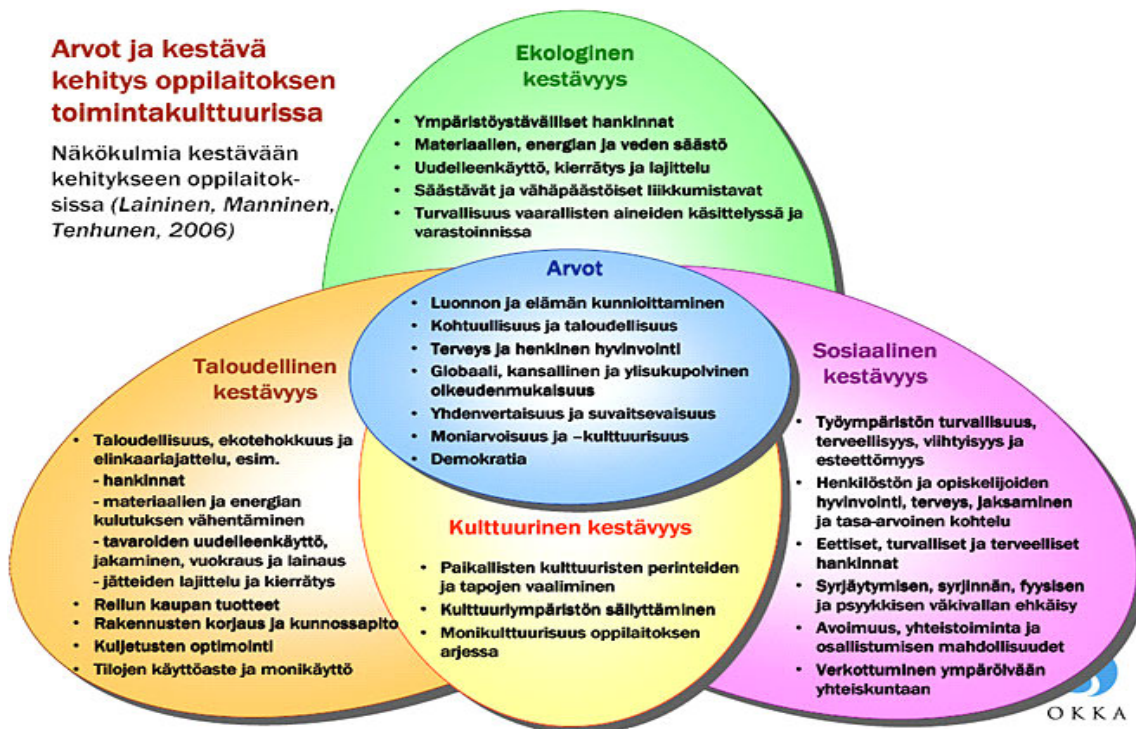 Arvot ja kestävä
kehitys oppilaitoksen
toimintakulttuurissa
Näkökulmia kestävään
kehitykseen oppilaitok-
sissa (Laininen, Manninen,
Tenhunen, 2006)
Ekologinen
kestävyys
• Ympäristöystävälliset hankinnat
• Materiaalien, energian ja veden säästö
• Uudelleenkäyttö, kierrätys ja lajittelu
• Säästävät ja vähäpäästöiset liikkumistavat
• Turvallisuus vaarallisten aineiden käsittelyssä ja
varastoinnissa
Arvot
• Luonnon ja elämän kunnioittaminen
• Kohtuullisuus ja taloudellisuus
• Terveys ja henkinen hyvinvointi
• Globaali, kansallinen ja ylisukupolvinen
oikeudenmukaisuus
• Yhdenvertaisuus ja suvaitsevaisuus
• Moniarvoisuus ja –kulttuurisuus
• Demokratia
Taloudellinen
kestävyys
• Taloudellisuus, ekotehokkuus ja
elinkaariajattelu, esim.
- hankinnat
- materiaalien ja energian
kulutuksen vähentäminen
- tavaroiden uudelleenkäyttö,
jakaminen, vuokraus ja lainaus
- jätteiden lajittelu ja kierrätys
• Reilun kaupan tuotteet
• Rakennusten korjaus ja kunnossapito
• Kuljetusten optimointi
• Tilojen käyttöaste ja monikäyttö
Kulttuurinen kestävyys
• Paikallisten kulttuuristen perinteiden
ja tapojen vaaliminen
• Kulttuuriympäristön säilyttäminen
• Monikulttuurisuus oppilaitoksen
arjessa
Sosiaalinen
kestävyys
• Työympäristön turvallisuus,
terveellisyys, viihtyisyys ja
esteettömyys
• Henkilöstön ja opiskelijoiden
hyvinvointi, terveys, jaksaminen
ja tasa-arvoinen kohtelu
• Eettiset, turvalliset ja terveelliset
hankinnat
• Syrjäytymisen, syrjinnän, fyysisen
ja psyykkisen väkivallan ehkäisy
• Avoimuus, yhteistoiminta ja
osallistumisen mahdollisuudet
• Verkottuminen ympäröivään
yhteiskuntaan
OKKA